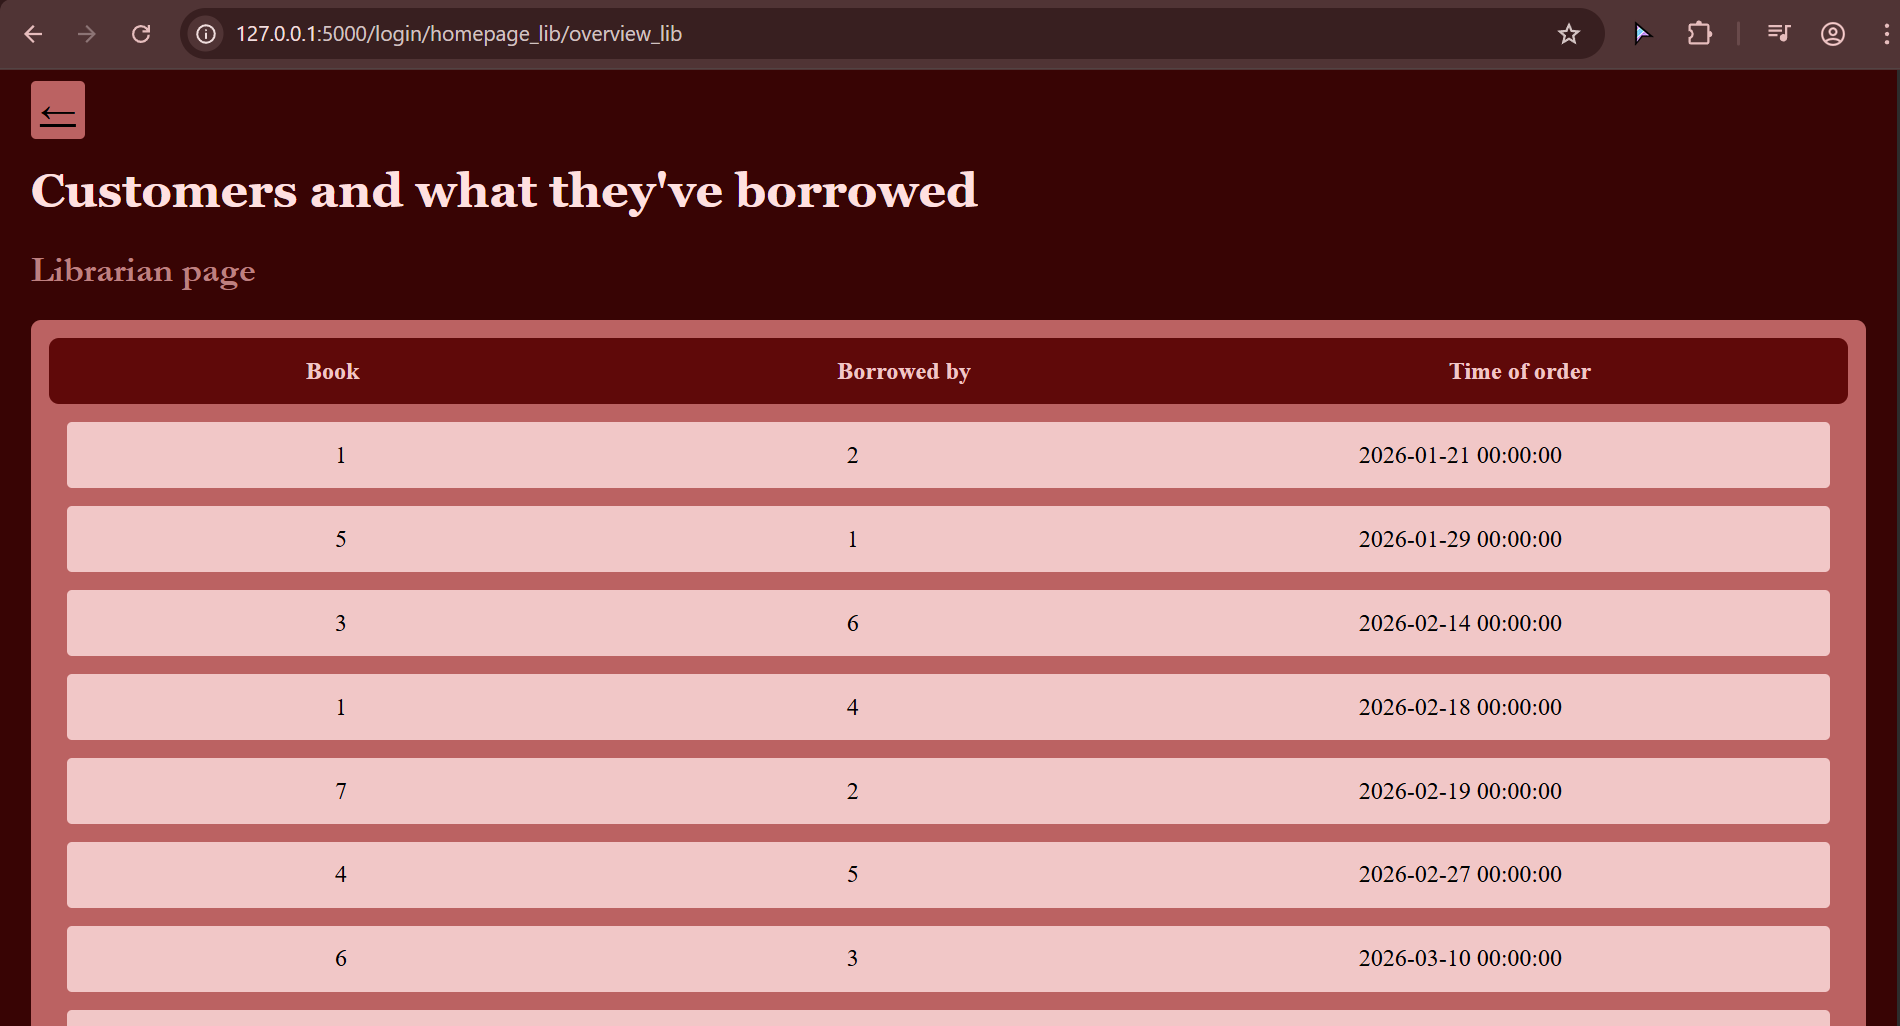 127.0.0.1:5000/login/homepage_lib/overview_lib
←
Customers and what they've borrowed
Librarian page
Book Borrowed by Time of order
1 2 2026-01-21 00:00:00
5 1 2026-01-29 00:00:00
3 6 2026-02-14 00:00:00
1 4 2026-02-18 00:00:00
7 2 2026-02-19 00:00:00
4 5 2026-02-27 00:00:00
6 3 2026-03-10 00:00:00